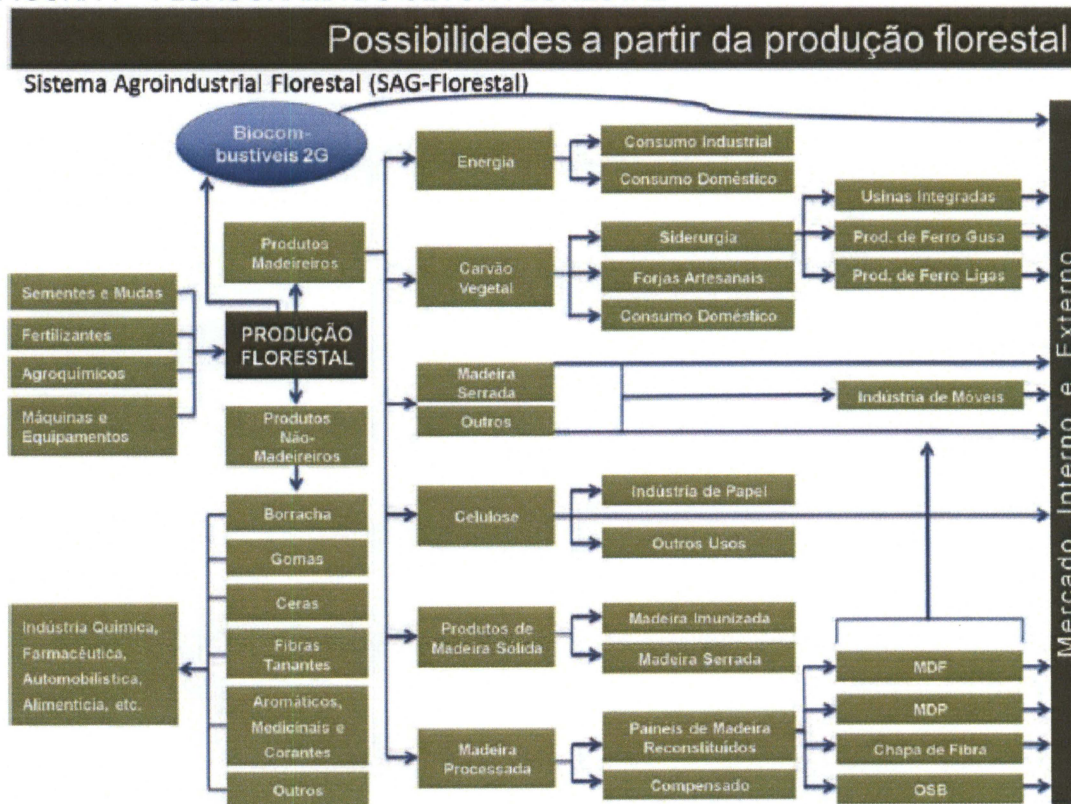 Possibilidades a partir da produção florestal
Sistema Agroindustrial Florestal (SAG-Florestal)
Biocom-
bustíveis 2G
Energia
Consumo Industrial
Consumo Doméstico
Produtos
Madeireiros
Carvão
Vegetal
Siderurgia
Forjas Artesanais
Consumo Doméstico
Usinas Integradas
Prod. de Ferro Gusa
Prod. de Ferro Ligas
Sementes e Mudas
Fertilizantes
Agroquímicos
Máquinas e
Equipamentos
PRODUÇÃO
FLORESTAL
Madeira
Serrada
Outros
Indústria de Móveis
Produtos
Não-
Madeireiros
Borracha
Gomas
Ceras
Fibras
Tanantes
Aromáticos,
Medicinais e
Corantes
Outros
Indústria Química,
Farmacéutica,
Automobilística,
Alimentícia, etc.
Celulose
Indústria de Papel
Outros Usos
Produtos de
Madeira Sólida
Madeira Imunizada
Madeira Serrada
Madeira
Processada
Paineis de Madeira
Reconstituídos
Compensado
MDF
MDP
Chapa de Fibra
OSB
Mercado Interno e Externo